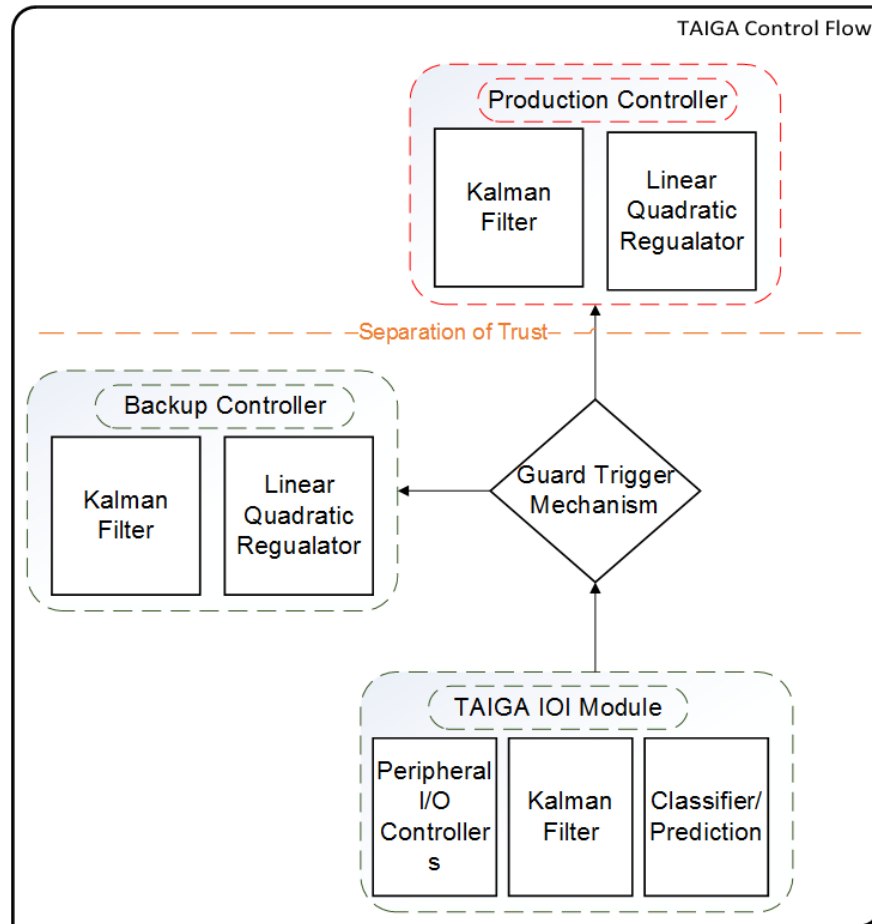 TAIGA Control Flow
Production Controller
Kalman
Filter
Linear
Quadratic
Regualator
Separation of Trust
Backup Controller
Kalman
Filter
Linear
Quadratic
Regualator
Guard Trigger
Mechanism
TAIGA IOI Module
Peripheral
I/O
Controller
s
Kalman
Filter
Classifier/
Prediction